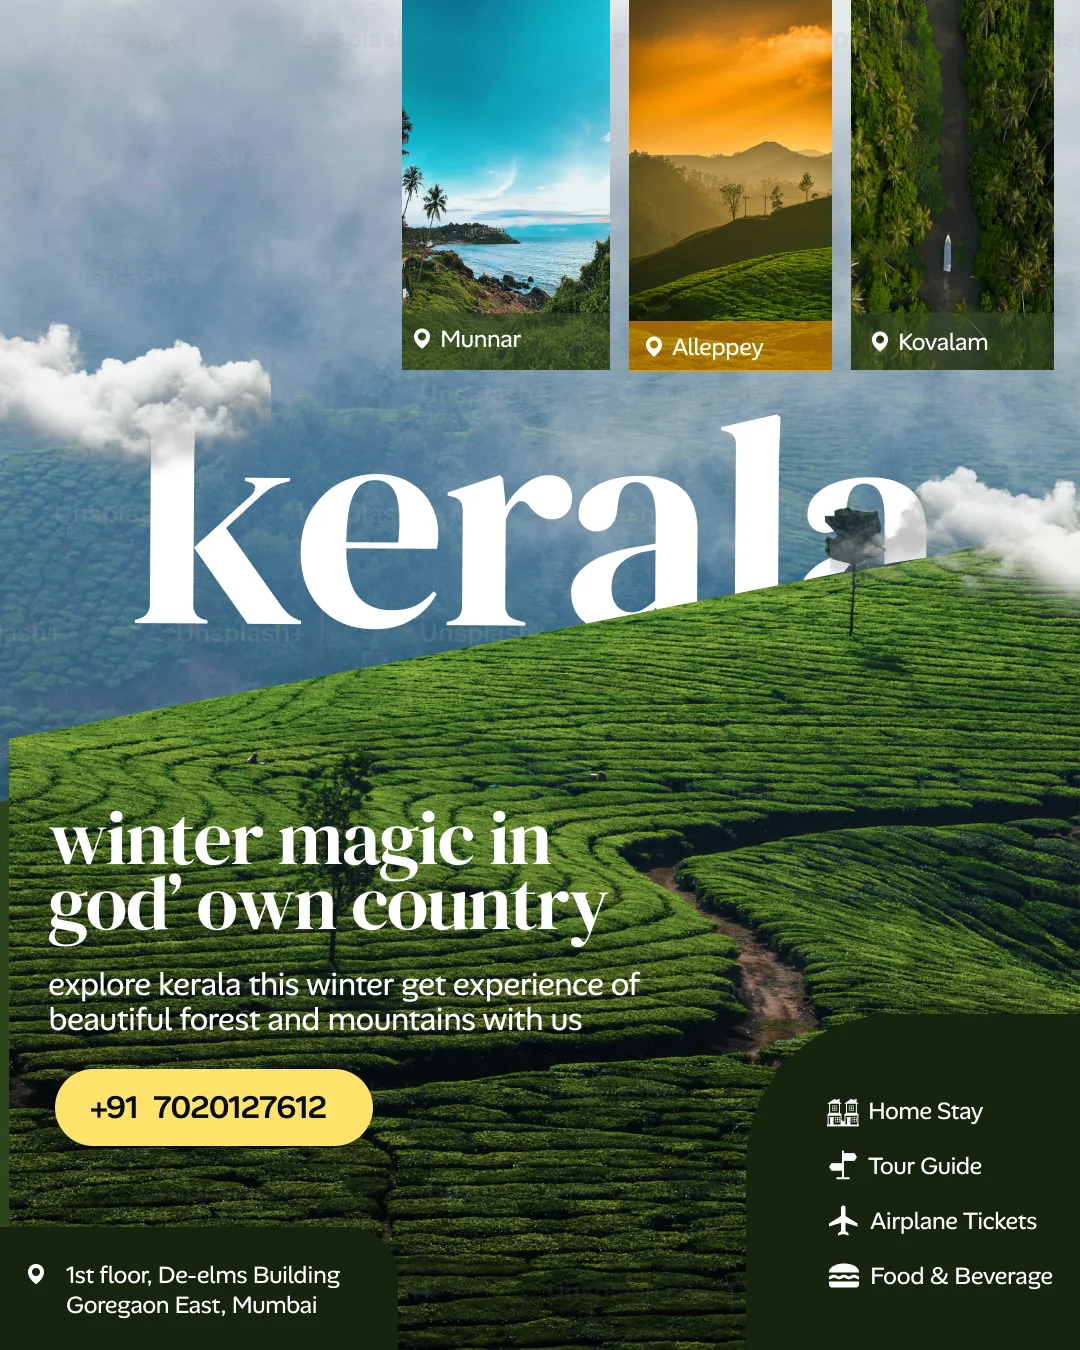 Munnar
Alleppey
Kovalam
kerala
winter magic in
god’ own country
explore kerala this winter get experience of
beautiful forest and mountains with us
+91 7020127612
Home Stay
Tour Guide
Airplane Tickets
Food & Beverage
1st floor, De-elms Building
Goregaon East, Mumbai
Unsplash+